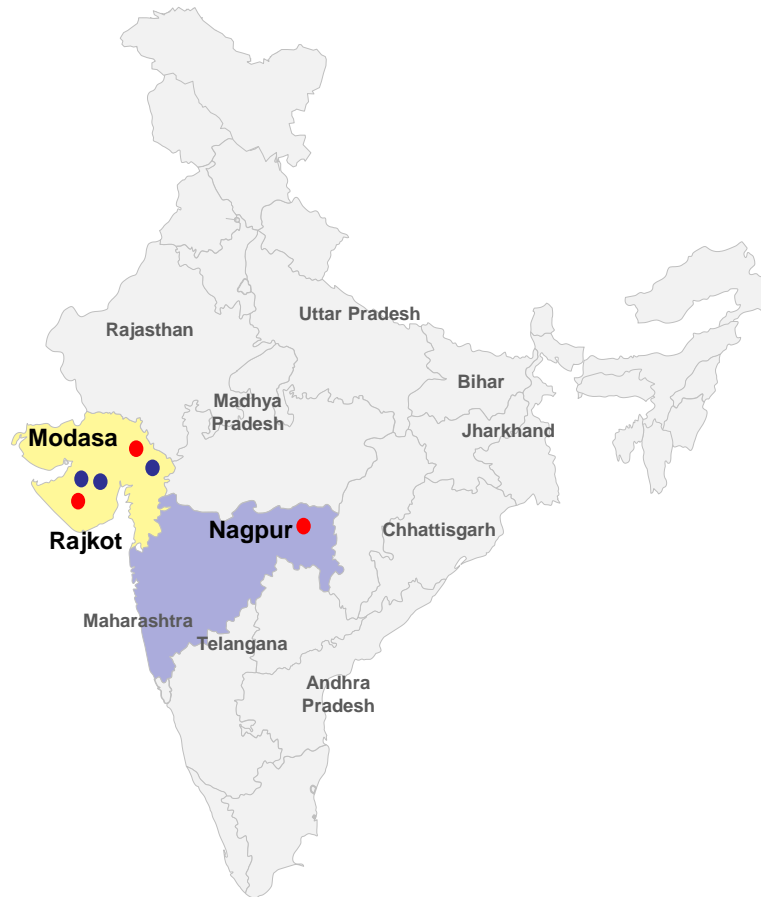 Uttar Pradesh
Rajasthan
Bihar
Madhya
Pradesh
Jharkhand
Modasa
Nagpur
Chhattisgarh
Rajkot
Maharashtra
Telangana
Andhra
Pradesh